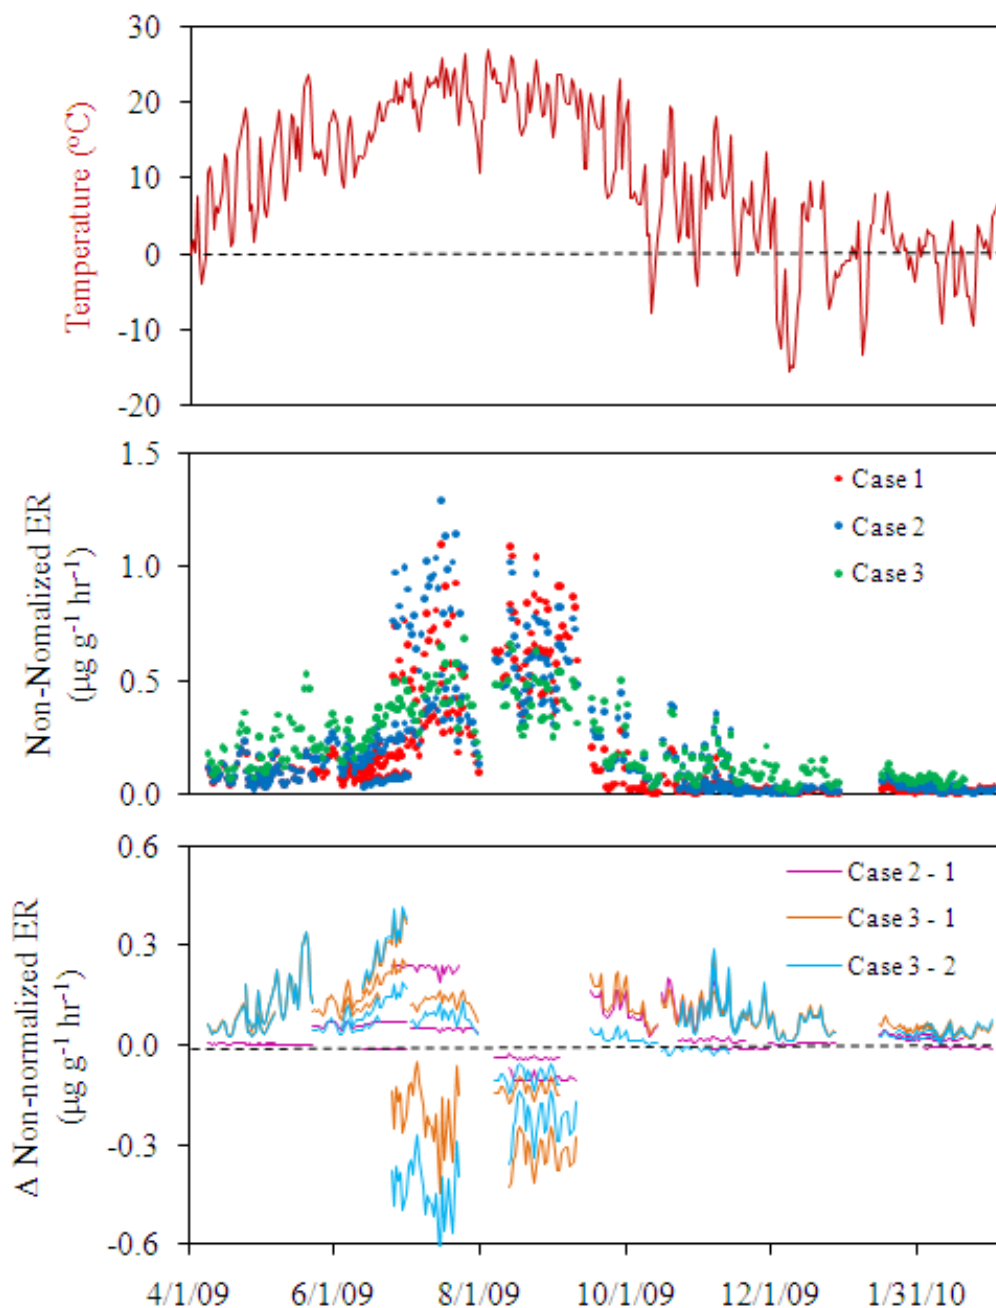 30
20
10
0
-10
-20
Temperature (ºC)
1.5
1.0
0.5
0.0
Non-Nomalized ER
(µg g-1 hr-1)
Case 1
Case 2
Case 3
0.6
0.3
0.0
-0.3
-0.6
Δ Non-normalized ER
(µg g-1 hr-1)
Case 2 - 1
Case 3 - 1
Case 3 - 2
4/1/09 6/1/09 8/1/09 10/1/09 12/1/09 1/31/10